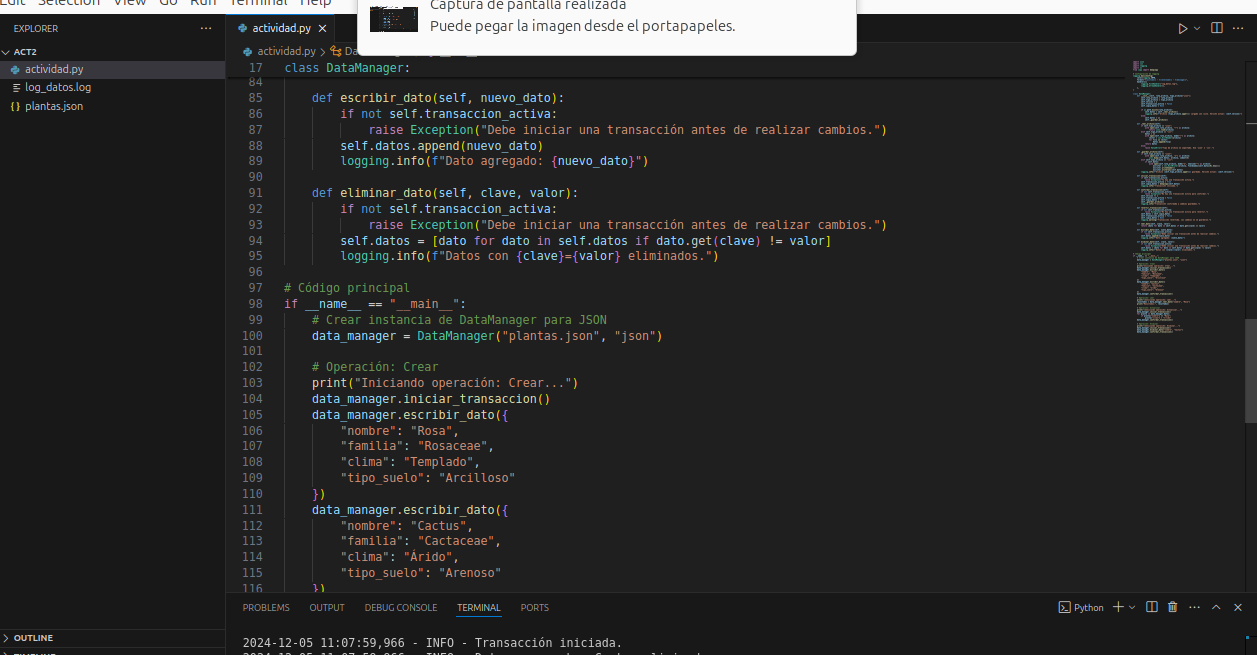 Edit Selection View Go Run Terminal Help
Captura de pantalla realizada
Puede pegar la imagen desde el portapapeles.
EXPLORER ...
actividad.py ×
ACT2
actividad.py
log_datos.log
plantas.json
actividad.py > Da
17 class DataManager:
84
85 def escribir_dato(self, nuevo_dato):
86 if not self.transaccion_activa:
87 raise Exception("Debe iniciar una transacción antes de realizar cambios.")
88 self.datos.append(nuevo_dato)
89 logging.info(f"Dato agregado: {nuevo_dato}")
90
91 def eliminar_dato(self, clave, valor):
92 if not self.transaccion_activa:
93 raise Exception("Debe iniciar una transacción antes de realizar cambios.")
94 self.datos = [dato for dato in self.datos if dato.get(clave) != valor]
95 logging.info(f"Datos con {clave}={valor} eliminados.")
96
97 # Código principal
98 if __name__ == "__main__":
99 # Crear instancia de DataManager para JSON
100 data_manager = DataManager("plantas.json", "json")
101
102 # Operación: Crear
103 print("Iniciando operación: Crear...")
104 data_manager.iniciar_transaccion()
105 data_manager.escribir_dato({
106 "nombre": "Rosa",
107 "familia": "Rosaceae",
108 "clima": "Templado",
109 "tipo_suelo": "Arcilloso"
110 })
111 data_manager.escribir_dato({
112 "nombre": "Cactus",
113 "familia": "Cactaceae",
114 "clima": "Árido",
115 "tipo_suelo": "Arenoso"
116 })
PROBLEMS OUTPUT DEBUG CONSOLE TERMINAL PORTS
Python
2024-12-05 11:07:59,966 - INFO - Transacción iniciada.
OUTLINE
TIMELINE